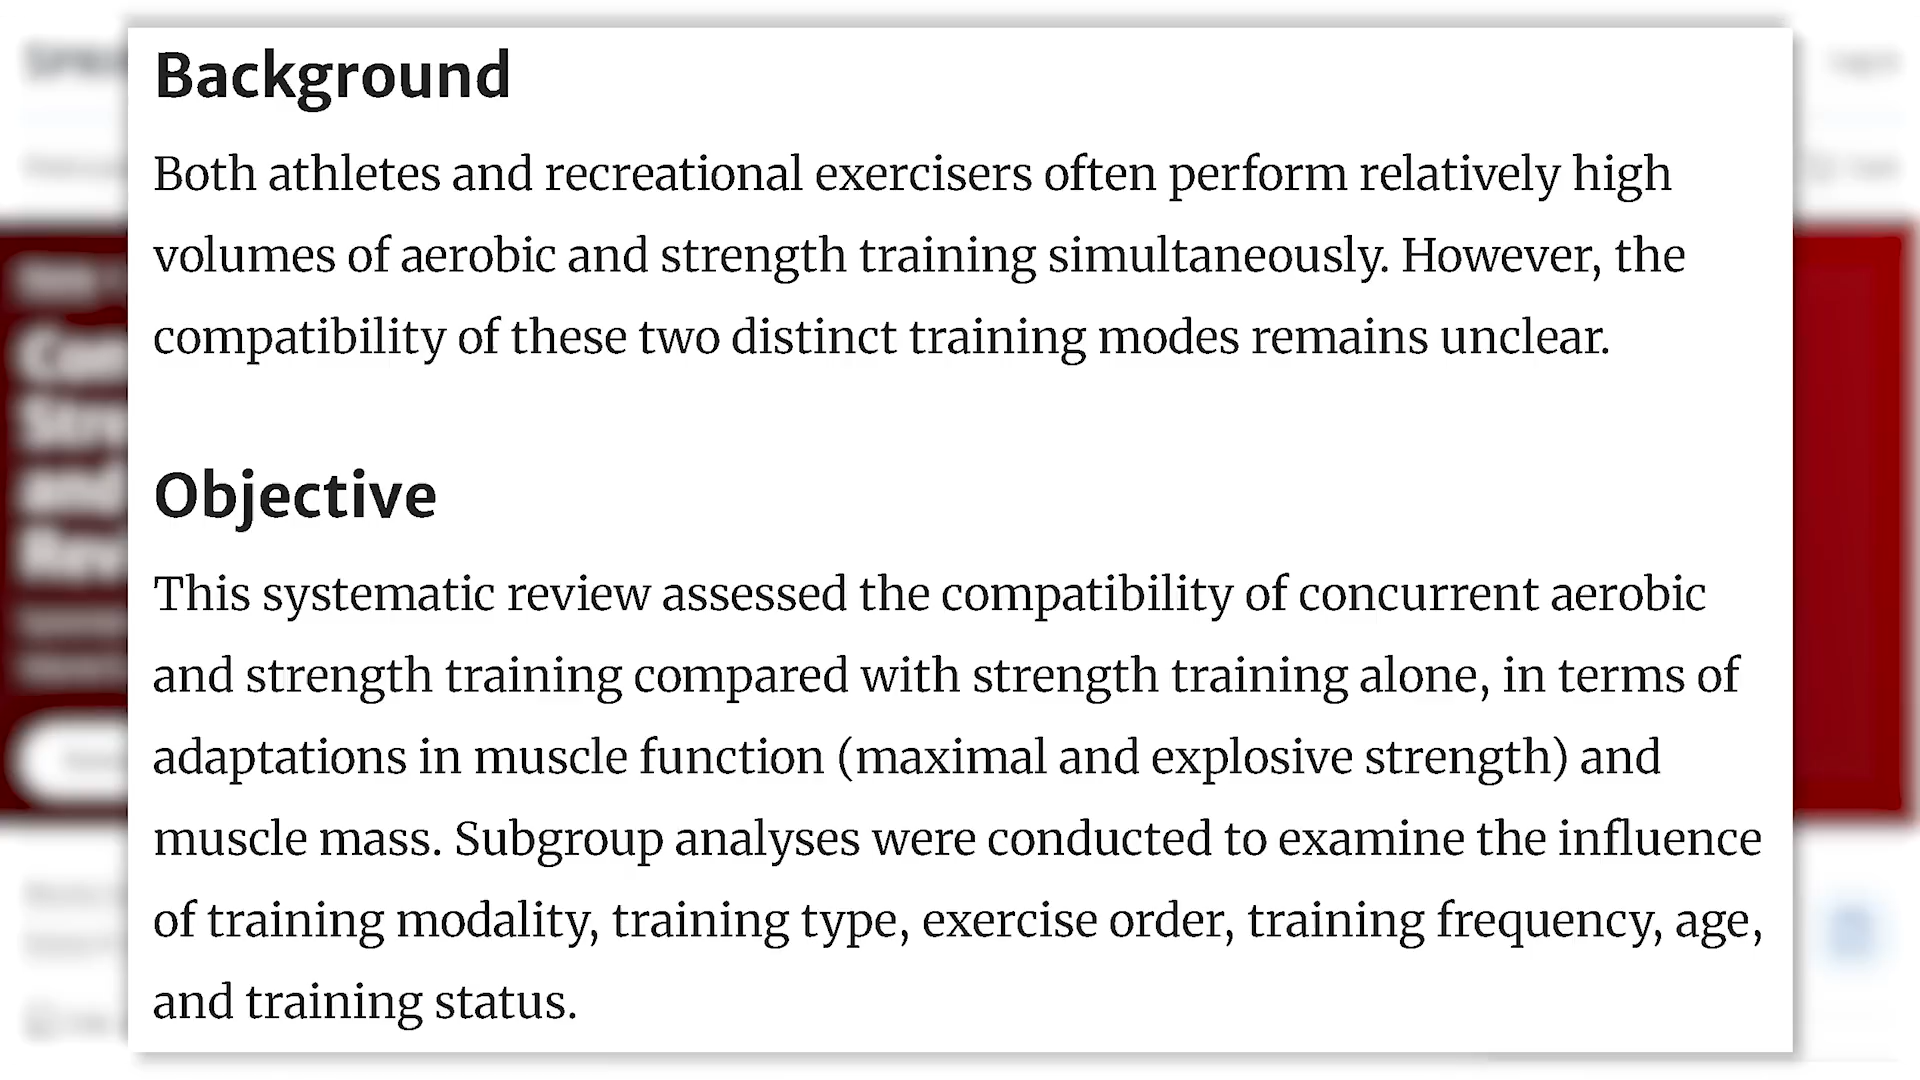 Background
Both athletes and recreational exercisers often perform relatively high
volumes of aerobic and strength training simultaneously. However, the
compatibility of these two distinct training modes remains unclear.
Objective
This systematic review assessed the compatibility of concurrent aerobic
and strength training compared with strength training alone, in terms of
adaptations in muscle function (maximal and explosive strength) and
muscle mass. Subgroup analyses were conducted to examine the influence
of training modality, training type, exercise order, training frequency, age,
and training status.